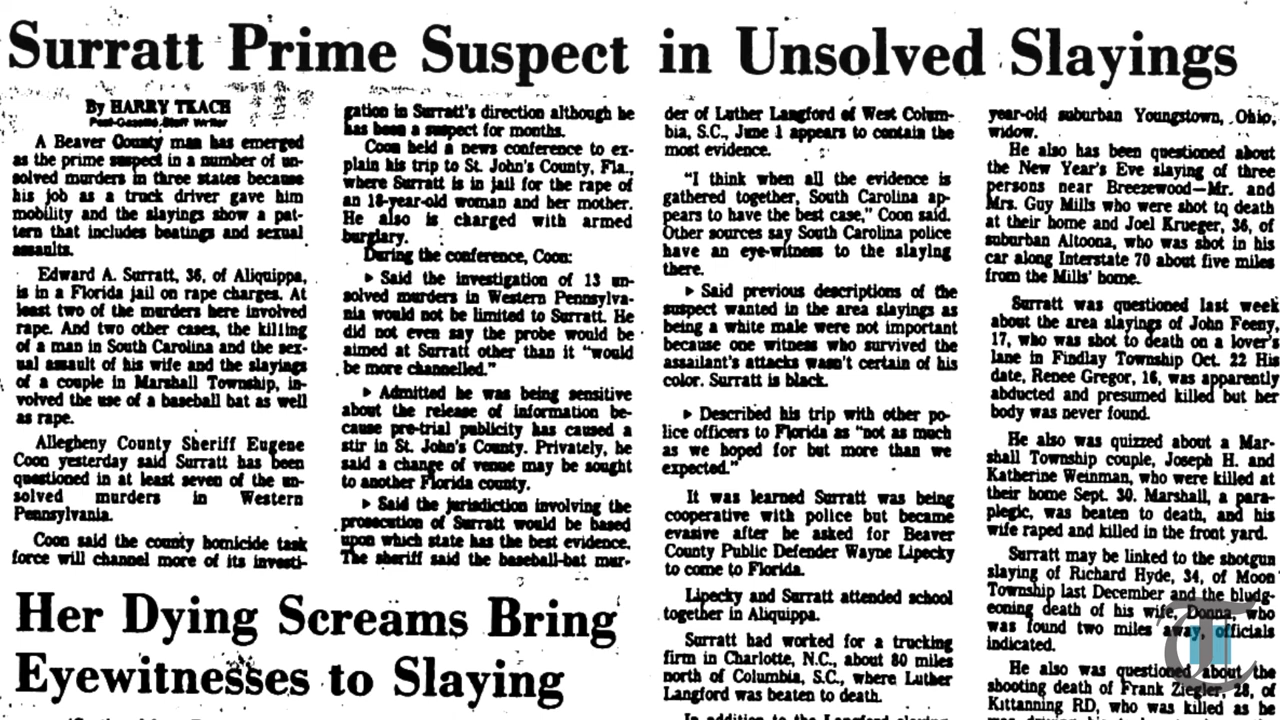 Surratt Prime Suspect in Unsolved Slayings
By HARRY TKACH
Post-Gazette Staff Writer
A Beaver County man has emerged
as the prime suspect in a number of un-
solved murders in three states because
his job as a truck driver gave him
mobility and the slayings show a pat-
tern that includes beatings and sexual
assaults.
Edward A. Surratt, 36, of Aliquippa,
is in a Florida jail on rape charges. At
least two of the murders here involved
rape. And two other cases, the killing
of a man in South Carolina and the sex-
ual assault of his wife and the slayings
of a couple in Marshall Township, in-
volved the use of a baseball bat as well
as rape.
Allegheny County Sheriff Eugene
Coon yesterday said Surratt has been
questioned in at least seven of the un-
solved murders in Western
Pennsylvania.
Coon said the county homicide task
force will channel more of its investi-
gation in Surratt's direction although he
has been a suspect for months.
Coon held a news conference to ex-
plain his trip to St. John's County, Fla.,
where Surratt is in jail for the rape of
an 18-year-old woman and her mother.
He also is charged with armed
burglary.
During the conference, Coon:
▸ Said the investigation of 13 un-
solved murders in Western Pennsylva-
nia would not be limited to Surratt. He
did not even say the probe would be
aimed at Surratt other than it "would
be more channelled."
▸ Admitted he was being sensitive
about the release of information be-
cause pre-trial publicity has caused a
stir in St. John's County. Privately, he
said a change of venue may be sought
to another Florida county.
▸ Said the jurisdiction involving the
prosecution of Surratt would be based
upon which state has the best evidence.
The sheriff said the baseball-bat mur-
der of Luther Langford of West Colum-
bia, S.C., June 1 appears to contain the
most evidence.
"I think when all the evidence is
gathered together, South Carolina ap-
pears to have the best case," Coon said.
Other sources say South Carolina police
have an eye-witness to the slaying
there.
▸ Said previous descriptions of the
suspect wanted in the area slayings as
being a white male were not important
because one witness who survived the
assailant's attacks wasn't certain of his
color. Surratt is black.
▸ Described his trip with other po-
lice officers to Florida as "not as much
as we hoped for but more than we
expected."
It was learned Surratt was being
cooperative with police but became
evasive after he asked for Beaver
County Public Defender Wayne Lipecky
to come to Florida.
Lipecky and Surratt attended school
together in Aliquippa.
Surratt had worked for a trucking
firm in Charlotte, N.C., about 80 miles
north of Columbia, S.C., where Luther
Langford was beaten to death.
In addition to the Langford slaying
year-old suburban Youngstown, Ohio,
widow.
He also has been questioned about
the New Year's Eve slaying of three
persons near Breezewood—Mr. and
Mrs. Guy Mills who were shot to death
at their home and Joel Krueger, 36, of
suburban Altoona, who was shot in his
car along Interstate 70 about five miles
from the Mills' home.
Surratt was questioned last week
about the area slayings of John Feeny,
17, who was shot to death on a lover's
lane in Findlay Township Oct. 22 His
date, Renee Gregor, 16, was apparently
abducted and presumed killed but her
body was never found.
He also was quizzed about a Mar-
shall Township couple, Joseph H. and
Katherine Weinman, who were killed at
their home Sept. 30. Marshall, a para-
plegic, was beaten to death, and his
wife raped and killed in the front yard.
Surratt may be linked to the shotgun
slaying of Richard Hyde, 34, of Moon
Township last December and the bludg-
eoning death of his wife, Donna, who
was found two miles away, officials
indicated.
He also was questioned about the
shooting death of Frank Ziegler, 28, of
Kittanning RD, who was killed as he
Her Dying Screams Bring
Eyewitnesses to Slaying